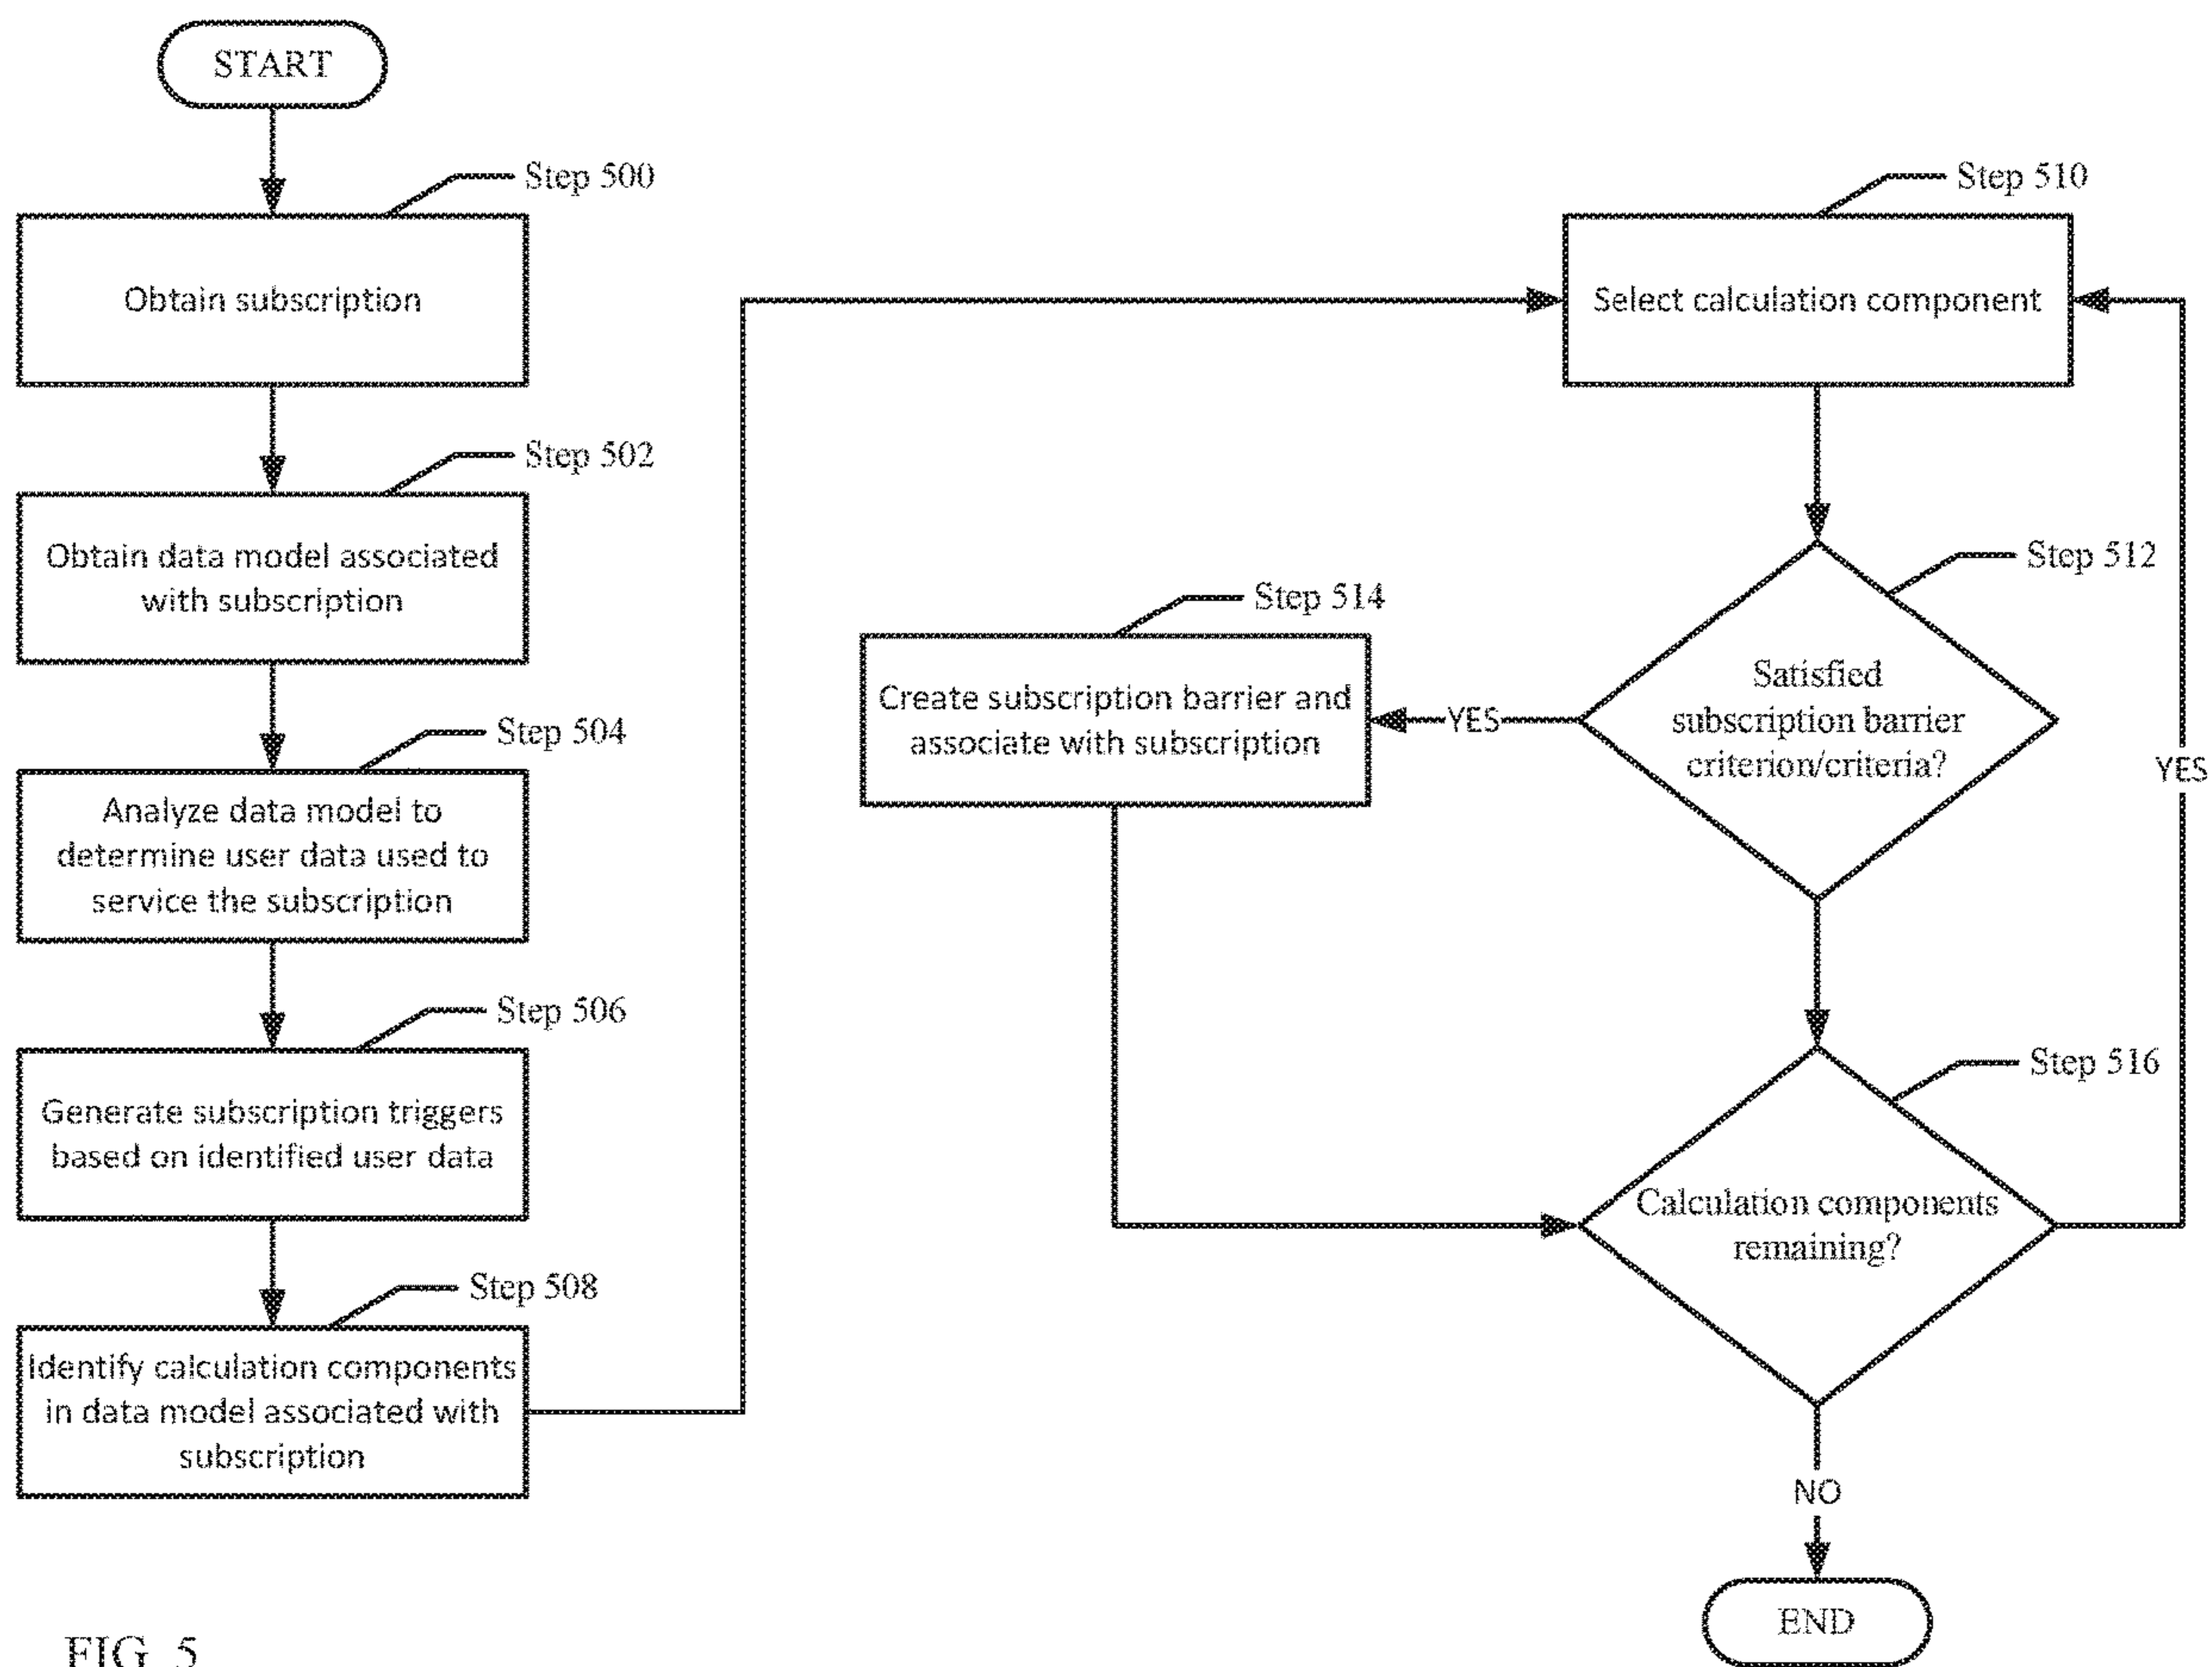 START
Step 500
Obtain subscription
Step 502
Obtain data model associated
with subscription
Step 504
Analyze data model to
determine user data used to
service the subscription
Step 506
Generate subscription triggers
based on identified user data
Step 508
Identify calculation components
in data model associated with
subscription
Step 510
Select calculation component
Step 512
Satisfied
subscription barrier
criterion/criteria?
YES
Step 514
Create subscription barrier and
associate with subscription
Step 516
Calculation components
remaining?
YES
NO
END
FIG. 5